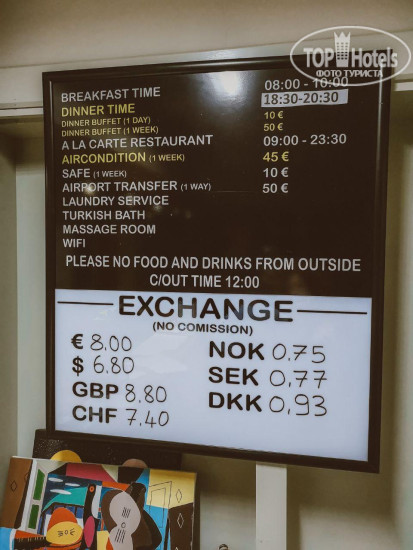 TOP Hotels
ФОТО ТУРИСТА
BREAKFAST TIME 08:00 - 10:00
DINNER TIME 18:30-20:30
DINNER BUFFET (1 DAY) 10 €
DINNER BUFFET (1 WEEK) 50 €
A LA CARTE RESTAURANT 09:00 - 23:30
AIRCONDITION (1 WEEK) 45 €
SAFE (1 WEEK) 10 €
AIRPORT TRANSFER (1 WAY) 50 €
LAUNDRY SERVICE
TURKISH BATH
MASSAGE ROOM
WIFI
PLEASE NO FOOD AND DRINKS FROM OUTSIDE
C/OUT TIME 12:00
EXCHANGE
(NO COMISSION)
€ 8.00
$ 6.80
GBP 8.80
CHF 7.40
NOK 0.75
SEK 0,77
DKK 0,93